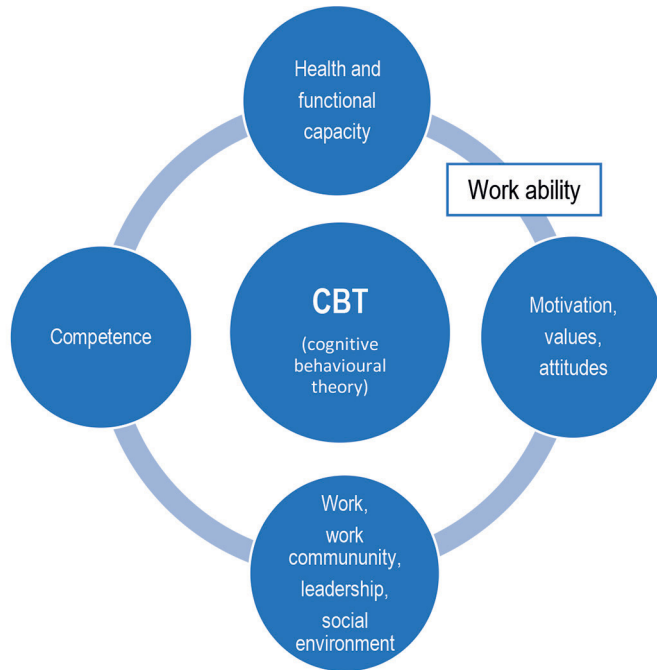 Health and
functional
capacity
Work ability
Competence
CBT
(cognitive
behavioural
theory)
Motivation,
values,
attitudes
Work,
work
commununity,
leadership,
social
environment